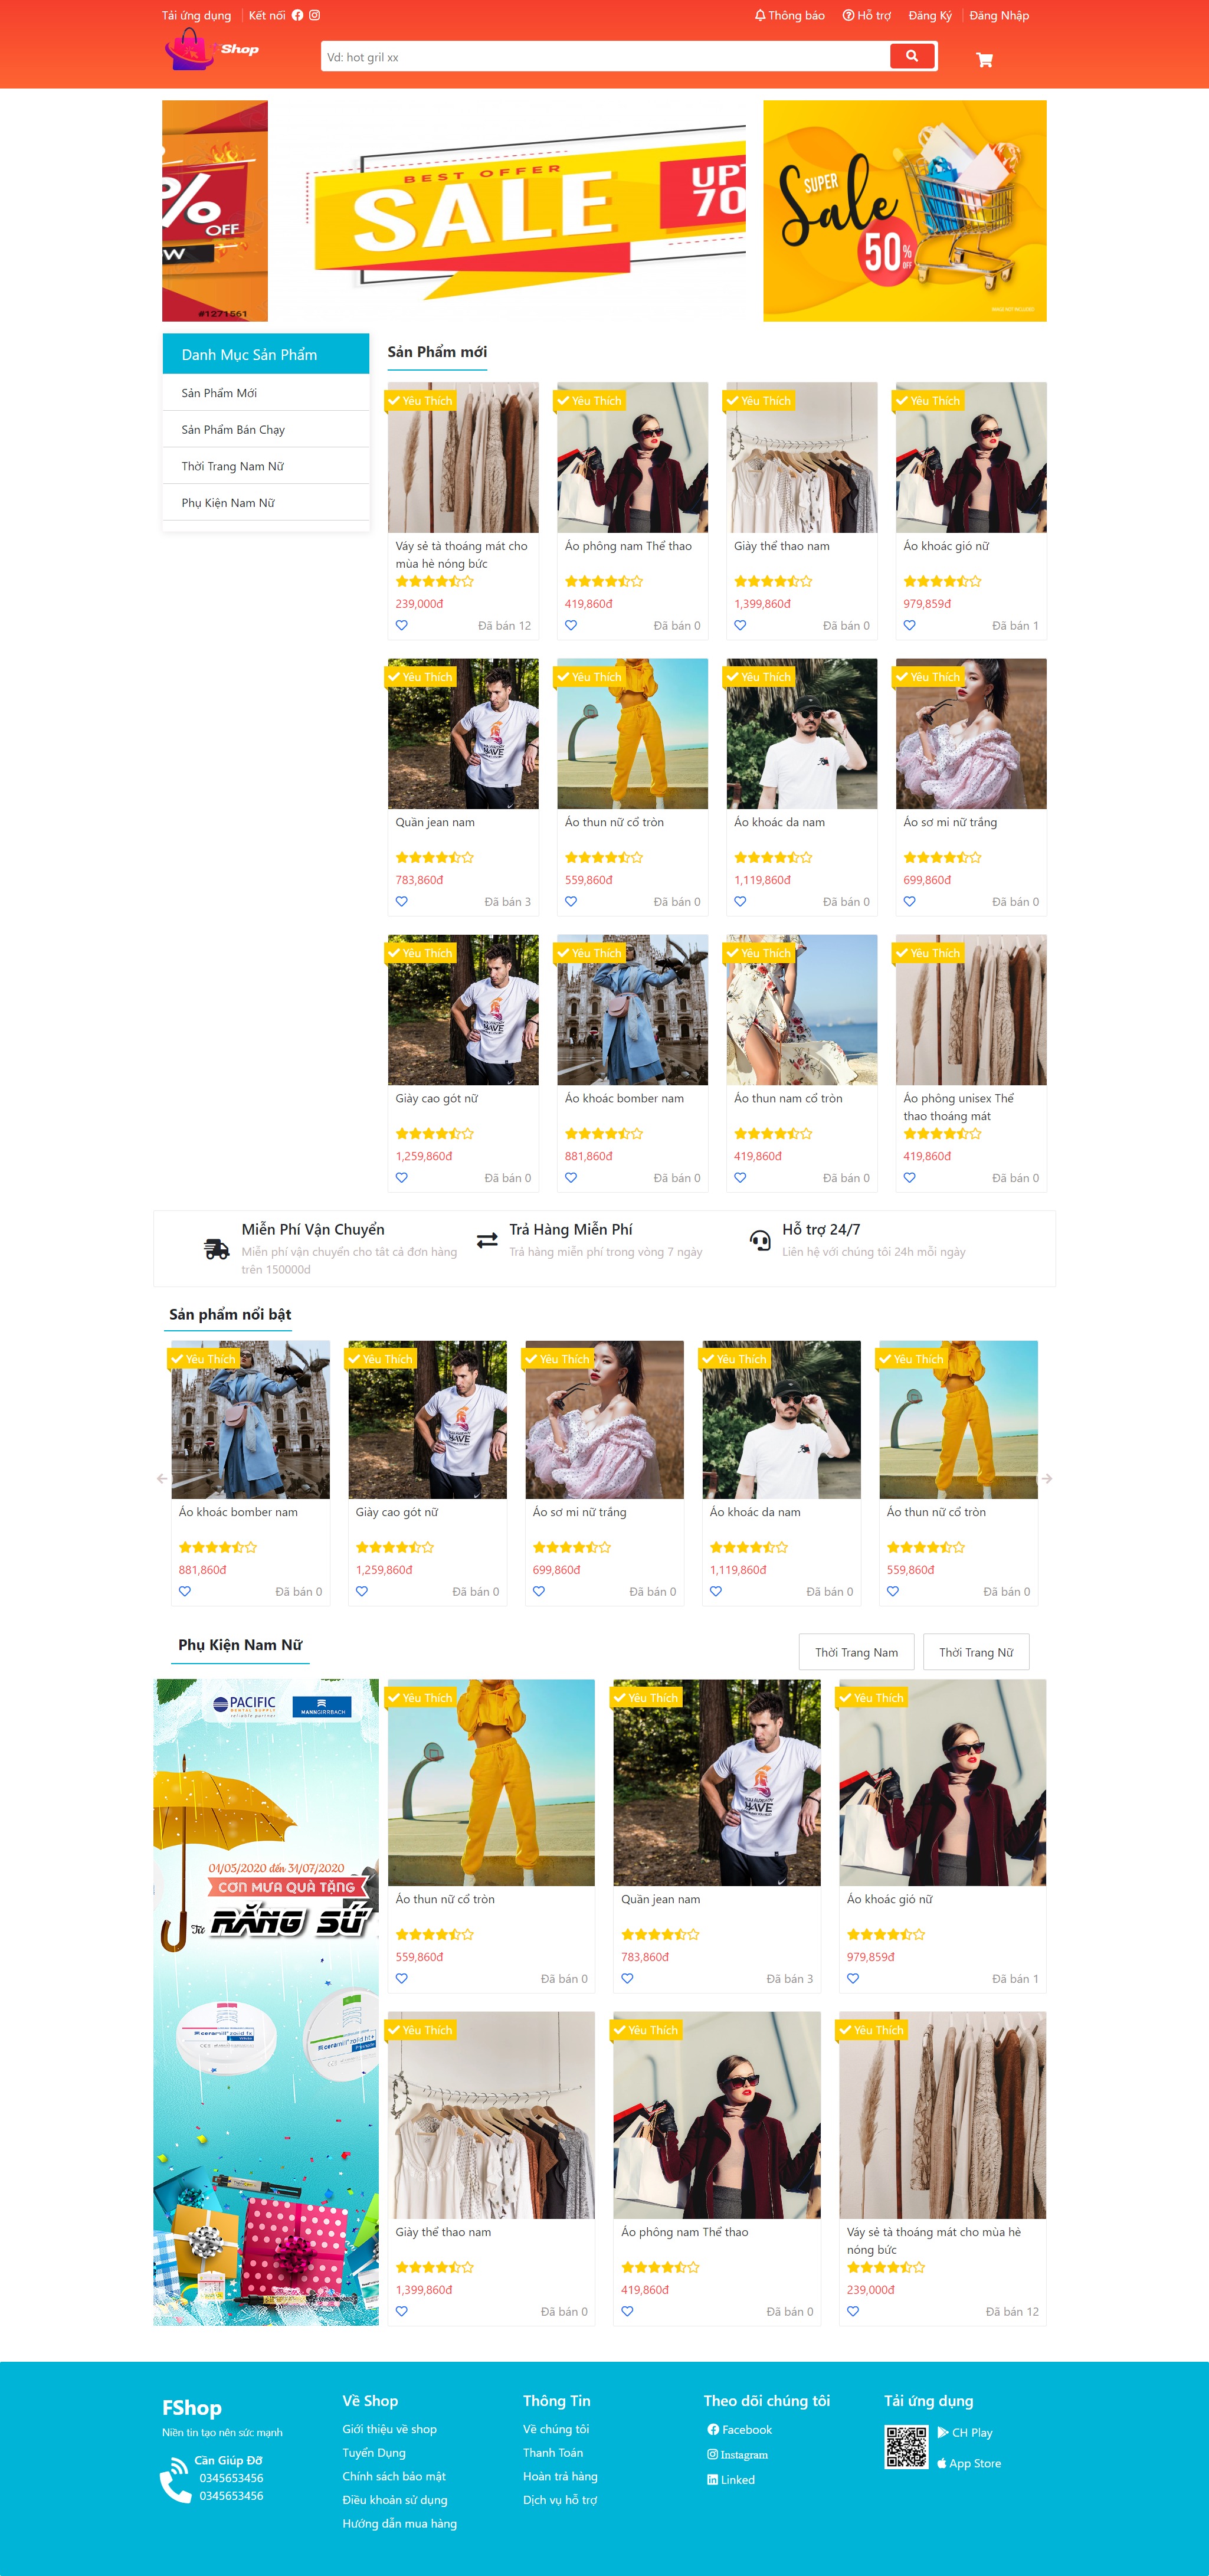 Tải ứng dụng Kết nối
Thông báo Hỗ trợ Đăng Ký Đăng Nhập
Shop
Vd: hot gril xx
%
OFF
OW
#1271561
BEST OFFER
SALE
UPT
70
SUPER
Sale
50%
OFF
IMAGE NOT INCLUDED
Danh Mục Sản Phẩm
Sản Phẩm Mới
Sản Phẩm Bán Chạy
Thời Trang Nam Nữ
Phụ Kiện Nam Nữ
Sản Phẩm mới
Yêu Thích
Yêu Thích
Yêu Thích
Yêu Thích
Váy sẻ tà thoáng mát cho
mùa hè nóng bức
239,000đ
Đã bán 12
Áo phông nam Thể thao
419,860đ
Đã bán 0
Giày thể thao nam
1,399,860đ
Đã bán 0
Áo khoác gió nữ
979,859đ
Đã bán 1
Yêu Thích
Yêu Thích
Yêu Thích
Yêu Thích
Quần jean nam
783,860đ
Đã bán 3
Áo thun nữ cổ tròn
559,860đ
Đã bán 0
Áo khoác da nam
1,119,860đ
Đã bán 0
Áo sơ mi nữ trắng
699,860đ
Đã bán 0
Yêu Thích
Yêu Thích
Yêu Thích
Yêu Thích
Giày cao gót nữ
1,259,860đ
Đã bán 0
Áo khoác bomber nam
881,860đ
Đã bán 0
Áo thun nam cổ tròn
419,860đ
Đã bán 0
Áo phông unisex Thể
thao thoáng mát
419,860đ
Đã bán 0
Miễn Phí Vận Chuyển
Miễn phí vận chuyển cho tât cả đơn hàng
trên 150000d
Trả Hàng Miễn Phí
Trả hàng miễn phí trong vòng 7 ngày
Hỗ trợ 24/7
Liên hệ với chúng tôi 24h mỗi ngày
Sản phẩm nổi bật
Yêu Thích
Yêu Thích
Yêu Thích
Yêu Thích
Yêu Thích
Áo khoác bomber nam
881,860đ
Đã bán 0
Giày cao gót nữ
1,259,860đ
Đã bán 0
Áo sơ mi nữ trắng
699,860đ
Đã bán 0
Áo khoác da nam
1,119,860đ
Đã bán 0
Áo thun nữ cổ tròn
559,860đ
Đã bán 0
Phụ Kiện Nam Nữ
Thời Trang Nam
Thời Trang Nữ
PACIFIC
DENTAL SUPPLY
reliable partner
MANNGIRRBACH
01/05/2020 đến 31/07/2020
CƠN MƯA QUÀ TẶNG
Từ RĂNG SỨ
Yêu Thích
Yêu Thích
Yêu Thích
Áo thun nữ cổ tròn
559,860đ
Đã bán 0
Quần jean nam
783,860đ
Đã bán 3
Áo khoác gió nữ
979,859đ
Đã bán 1
Yêu Thích
Yêu Thích
Yêu Thích
Giày thể thao nam
1,399,860đ
Đã bán 0
Áo phông nam Thể thao
419,860đ
Đã bán 0
Váy sẻ tà thoáng mát cho mùa hè
nóng bức
239,000đ
Đã bán 12
FShop
Niền tin tạo nên sức mạnh
Cần Giúp Đỡ
0345653456
0345653456
Về Shop
Giới thiệu về shop
Tuyển Dụng
Chính sách bảo mật
Điều khoản sử dụng
Hướng dẫn mua hàng
Thông Tin
Về chúng tôi
Thanh Toán
Hoàn trả hàng
Dịch vụ hỗ trợ
Theo dõi chúng tôi
Facebook
Instagram
Linked
Tải ứng dụng
CH Play
App Store